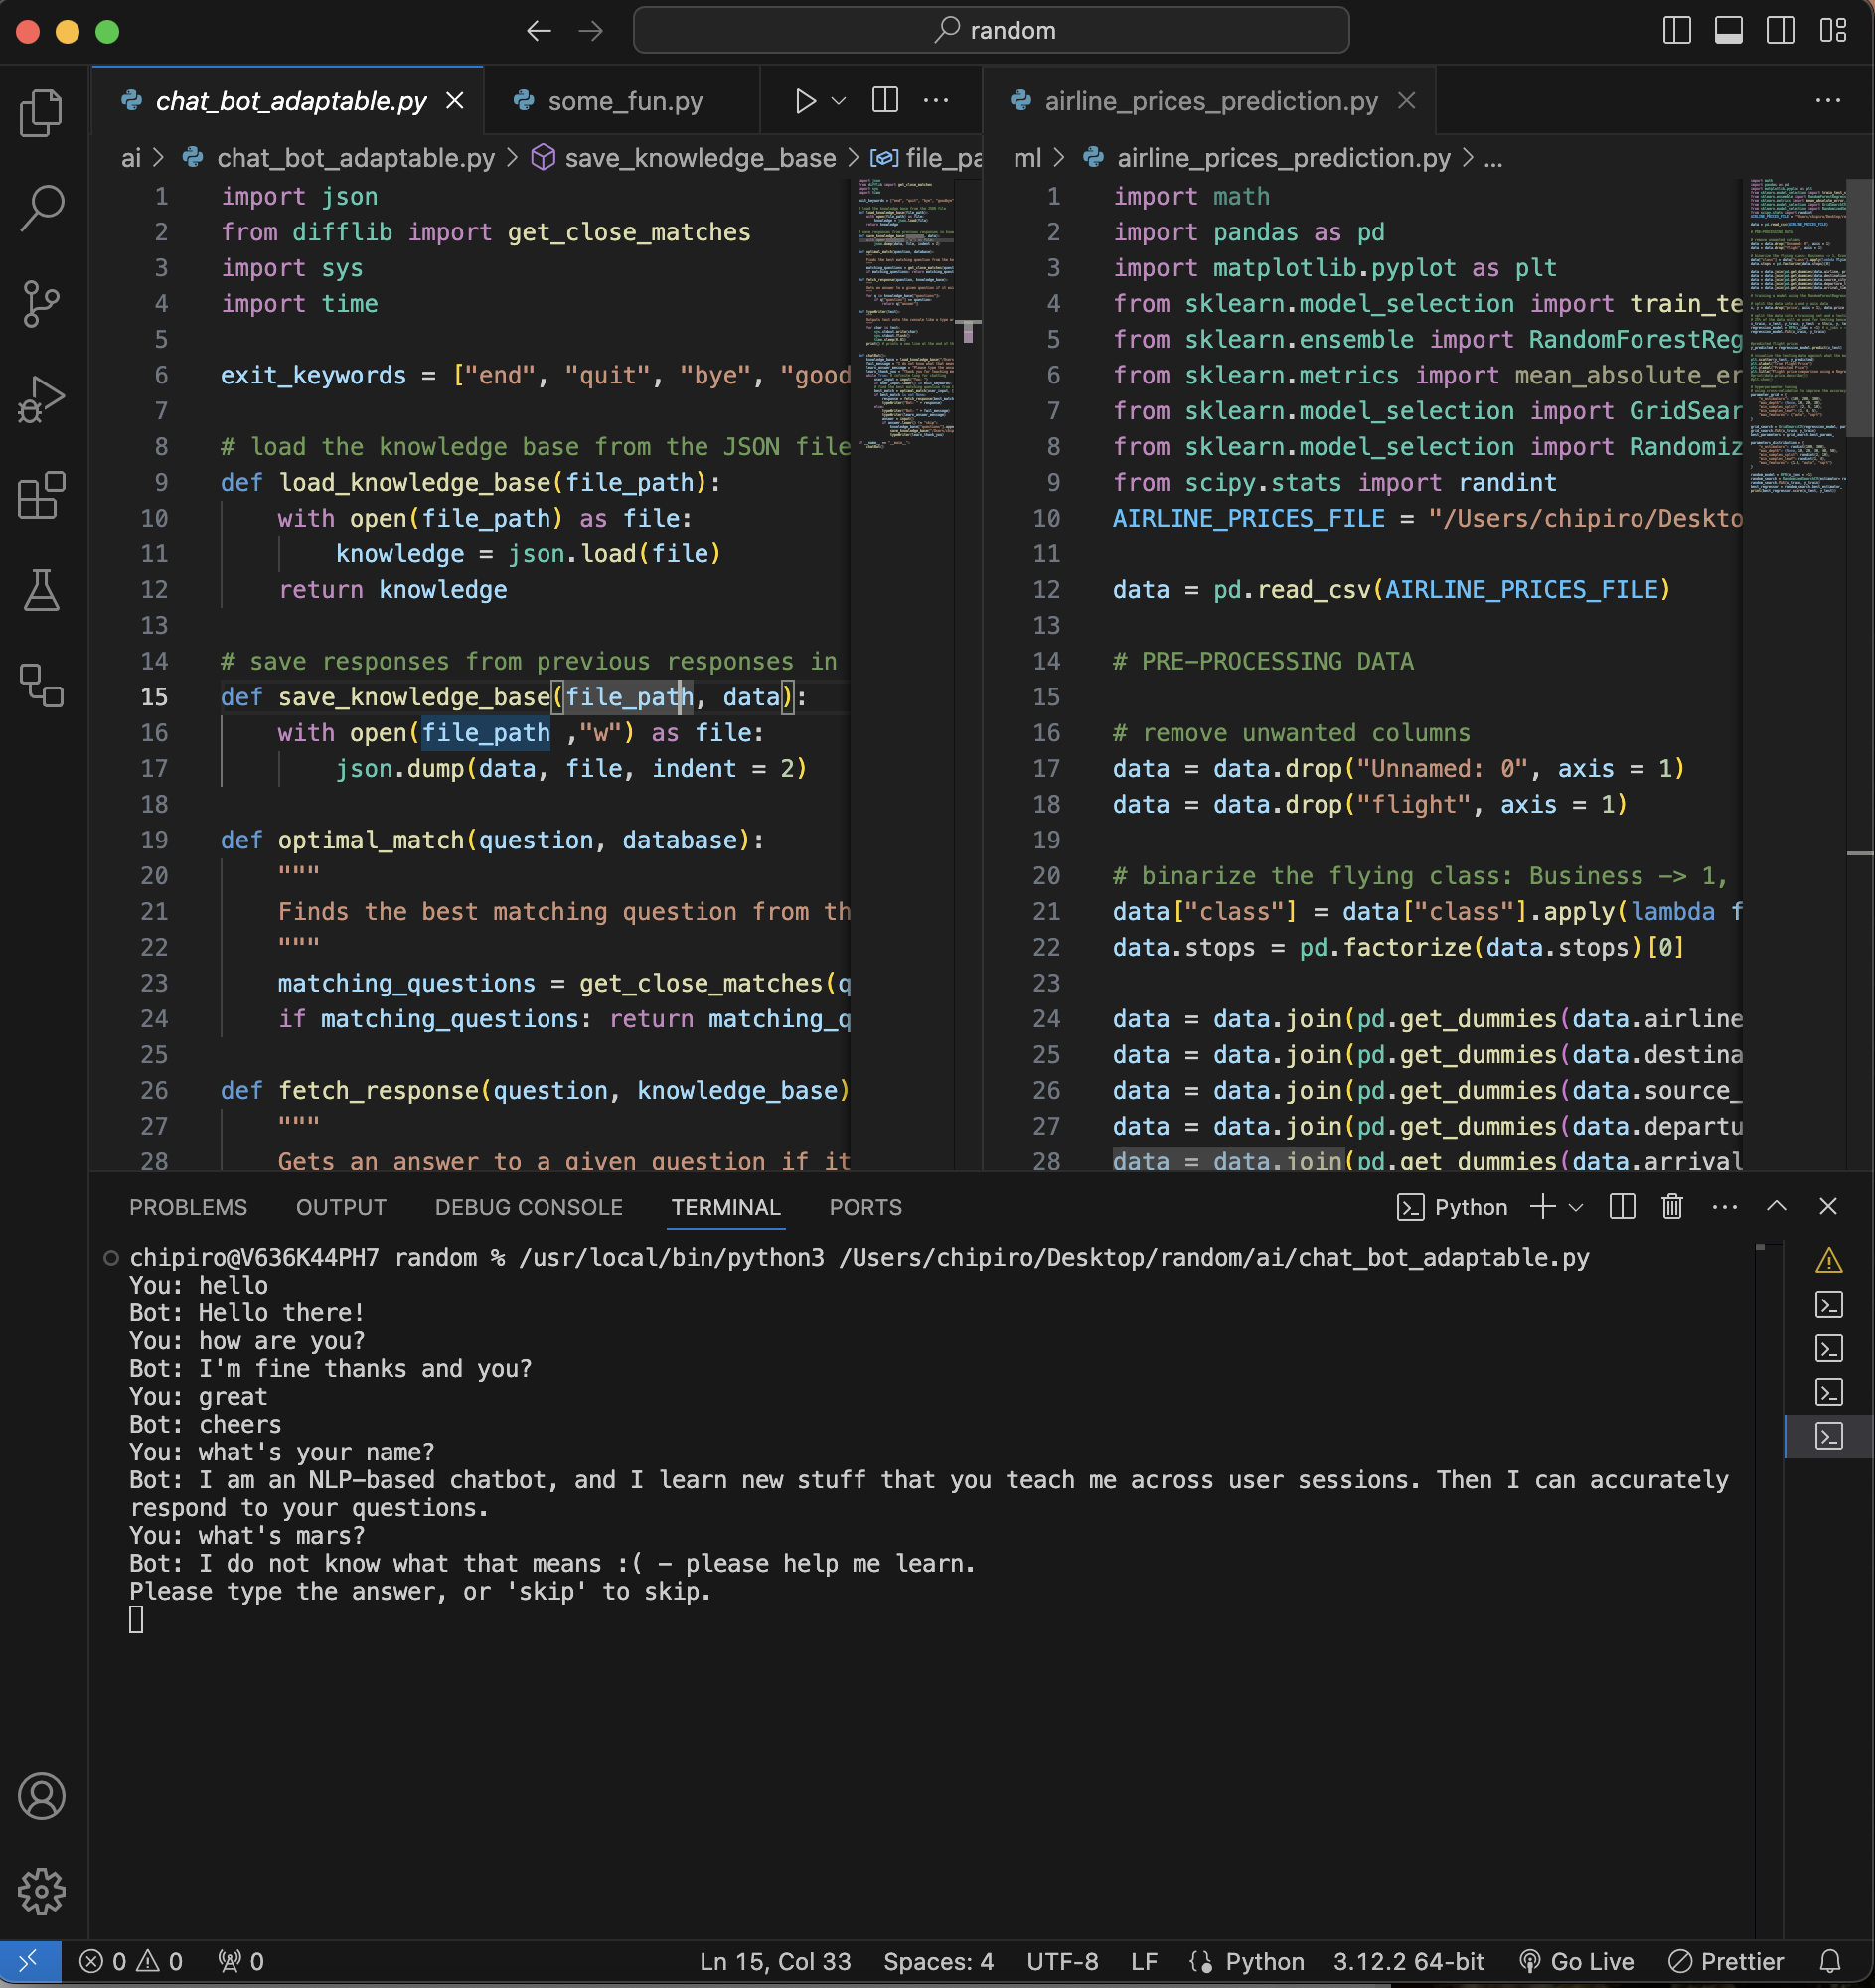 random
chat_bot_adaptable.py
some_fun.py
airline_prices_prediction.py
ai > chat_bot_adaptable.py > save_knowledge_base > file_pa
1 import json
2 from difflib import get_close_matches
3 import sys
4 import time
5
6 exit_keywords = ["end", "quit", "bye", "good
7
8 # load the knowledge base from the JSON file
9 def load_knowledge_base(file_path):
10 with open(file_path) as file:
11 knowledge = json.load(file)
12 return knowledge
13
14 # save responses from previous responses in
15 def save_knowledge_base(file_path, data):
16 with open(file_path ,"w") as file:
17 json.dump(data, file, indent = 2)
18
19 def optimal_match(question, database):
20 """
21 Finds the best matching question from th
22 """
23 matching_questions = get_close_matches(q
24 if matching_questions: return matching_q
25
26 def fetch_response(question, knowledge_base)
27 """
28 Gets an answer to a given question if it
ml > airline_prices_prediction.py > ...
1 import math
2 import pandas as pd
3 import matplotlib.pyplot as plt
4 from sklearn.model_selection import train_te
5 from sklearn.ensemble import RandomForestReg
6 from sklearn.metrics import mean_absolute_er
7 from sklearn.model_selection import GridSear
8 from sklearn.model_selection import Randomiz
9 from scipy.stats import randint
10 AIRLINE_PRICES_FILE = "/Users/chipiro/Deskto
11
12 data = pd.read_csv(AIRLINE_PRICES_FILE)
13
14 # PRE-PROCESSING DATA
15
16 # remove unwanted columns
17 data = data.drop("Unnamed: 0", axis = 1)
18 data = data.drop("flight", axis = 1)
19
20 # binarize the flying class: Business -> 1,
21 data["class"] = data["class"].apply(lambda f
22 data.stops = pd.factorize(data.stops)[0]
23
24 data = data.join(pd.get_dummies(data.airline
25 data = data.join(pd.get_dummies(data.destina
26 data = data.join(pd.get_dummies(data.source_
27 data = data.join(pd.get_dummies(data.departu
28 data = data.join(pd.get_dummies(data.arrival
PROBLEMS OUTPUT DEBUG CONSOLE TERMINAL PORTS Python
chipiro@V636K44PH7 random % /usr/local/bin/python3 /Users/chipiro/Desktop/random/ai/chat_bot_adaptable.py
You: hello
Bot: Hello there!
You: how are you?
Bot: I'm fine thanks and you?
You: great
Bot: cheers
You: what's your name?
Bot: I am an NLP-based chatbot, and I learn new stuff that you teach me across user sessions. Then I can accurately
respond to your questions.
You: what's mars?
Bot: I do not know what that means :( - please help me learn.
Please type the answer, or 'skip' to skip.
0 0 0 Ln 15, Col 33 Spaces: 4 UTF-8 LF Python 3.12.2 64-bit Go Live Prettier